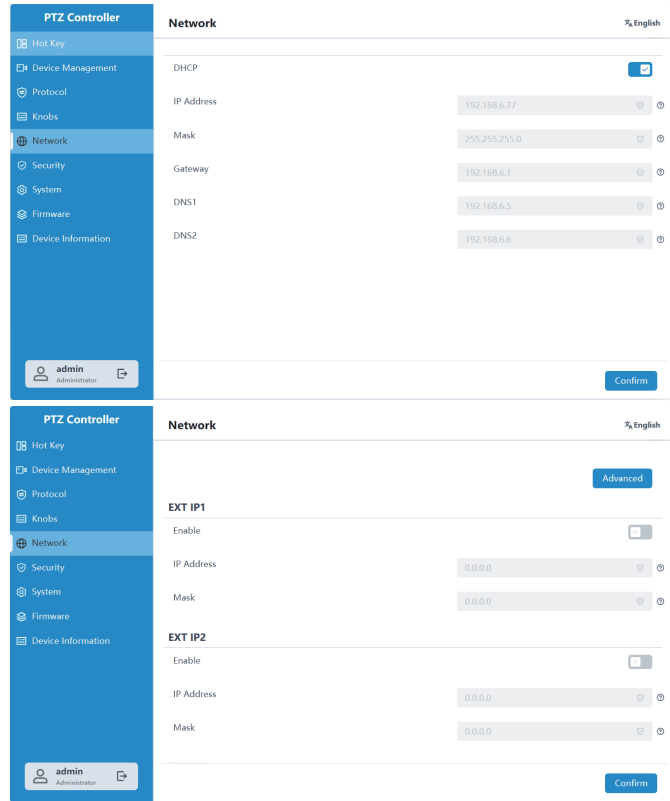 PTZ Controller
Network
English
Hot Key
Device Management
Protocol
Knobs
Network
Security
System
Firmware
Device Information
DHCP
IP Address
192.168.6.77
Mask
255.255.255.0
Gateway
192.168.6.1
DNS1
192.168.6.5
DNS2
192.168.6.6
admin
Administrator
Confirm
PTZ Controller
Network
English
Hot Key
Device Management
Protocol
Knobs
Network
Security
System
Firmware
Device Information
Advanced
EXT IP1
Enable
IP Address
0.0.0.0
Mask
0.0.0.0
EXT IP2
Enable
IP Address
0.0.0.0
Mask
0.0.0.0
admin
Administrator
Confirm